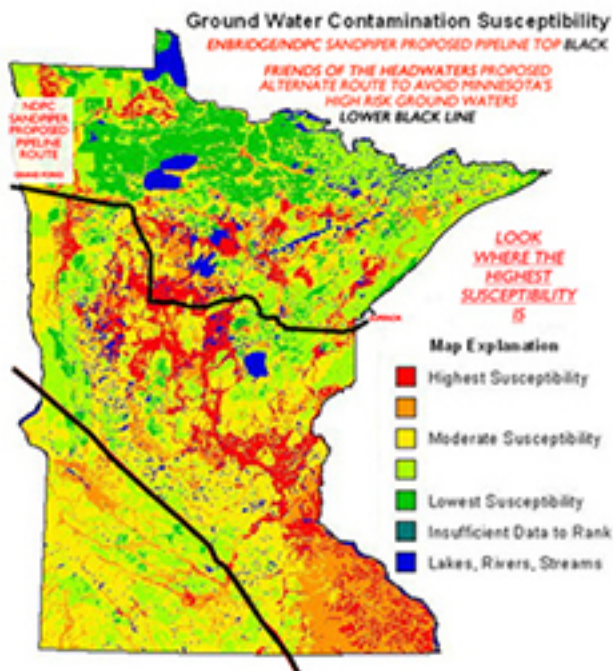 Ground Water Contamination Susceptibility
ENBRIDGE/NDPC SANDPIPER PROPOSED PIPELINE TOP BLACK
FRIENDS OF THE HEADWATERS PROPOSED
ALTERNATE ROUTE TO AVOID MINNESOTA'S
HIGH RISK GROUND WATERS
LOWER BLACK LINE
NDPC
SANDPIPER
PROPOSED
PIPELINE
ROUTE
GRAND FORKS
LOOK
WHERE THE
HIGHEST
SUSCEPTIBILITY
IS
Map Explanation
Highest Susceptibility
Moderate Susceptibility
Lowest Susceptibility
Insufficient Data to Rank
Lakes, Rivers, Streams